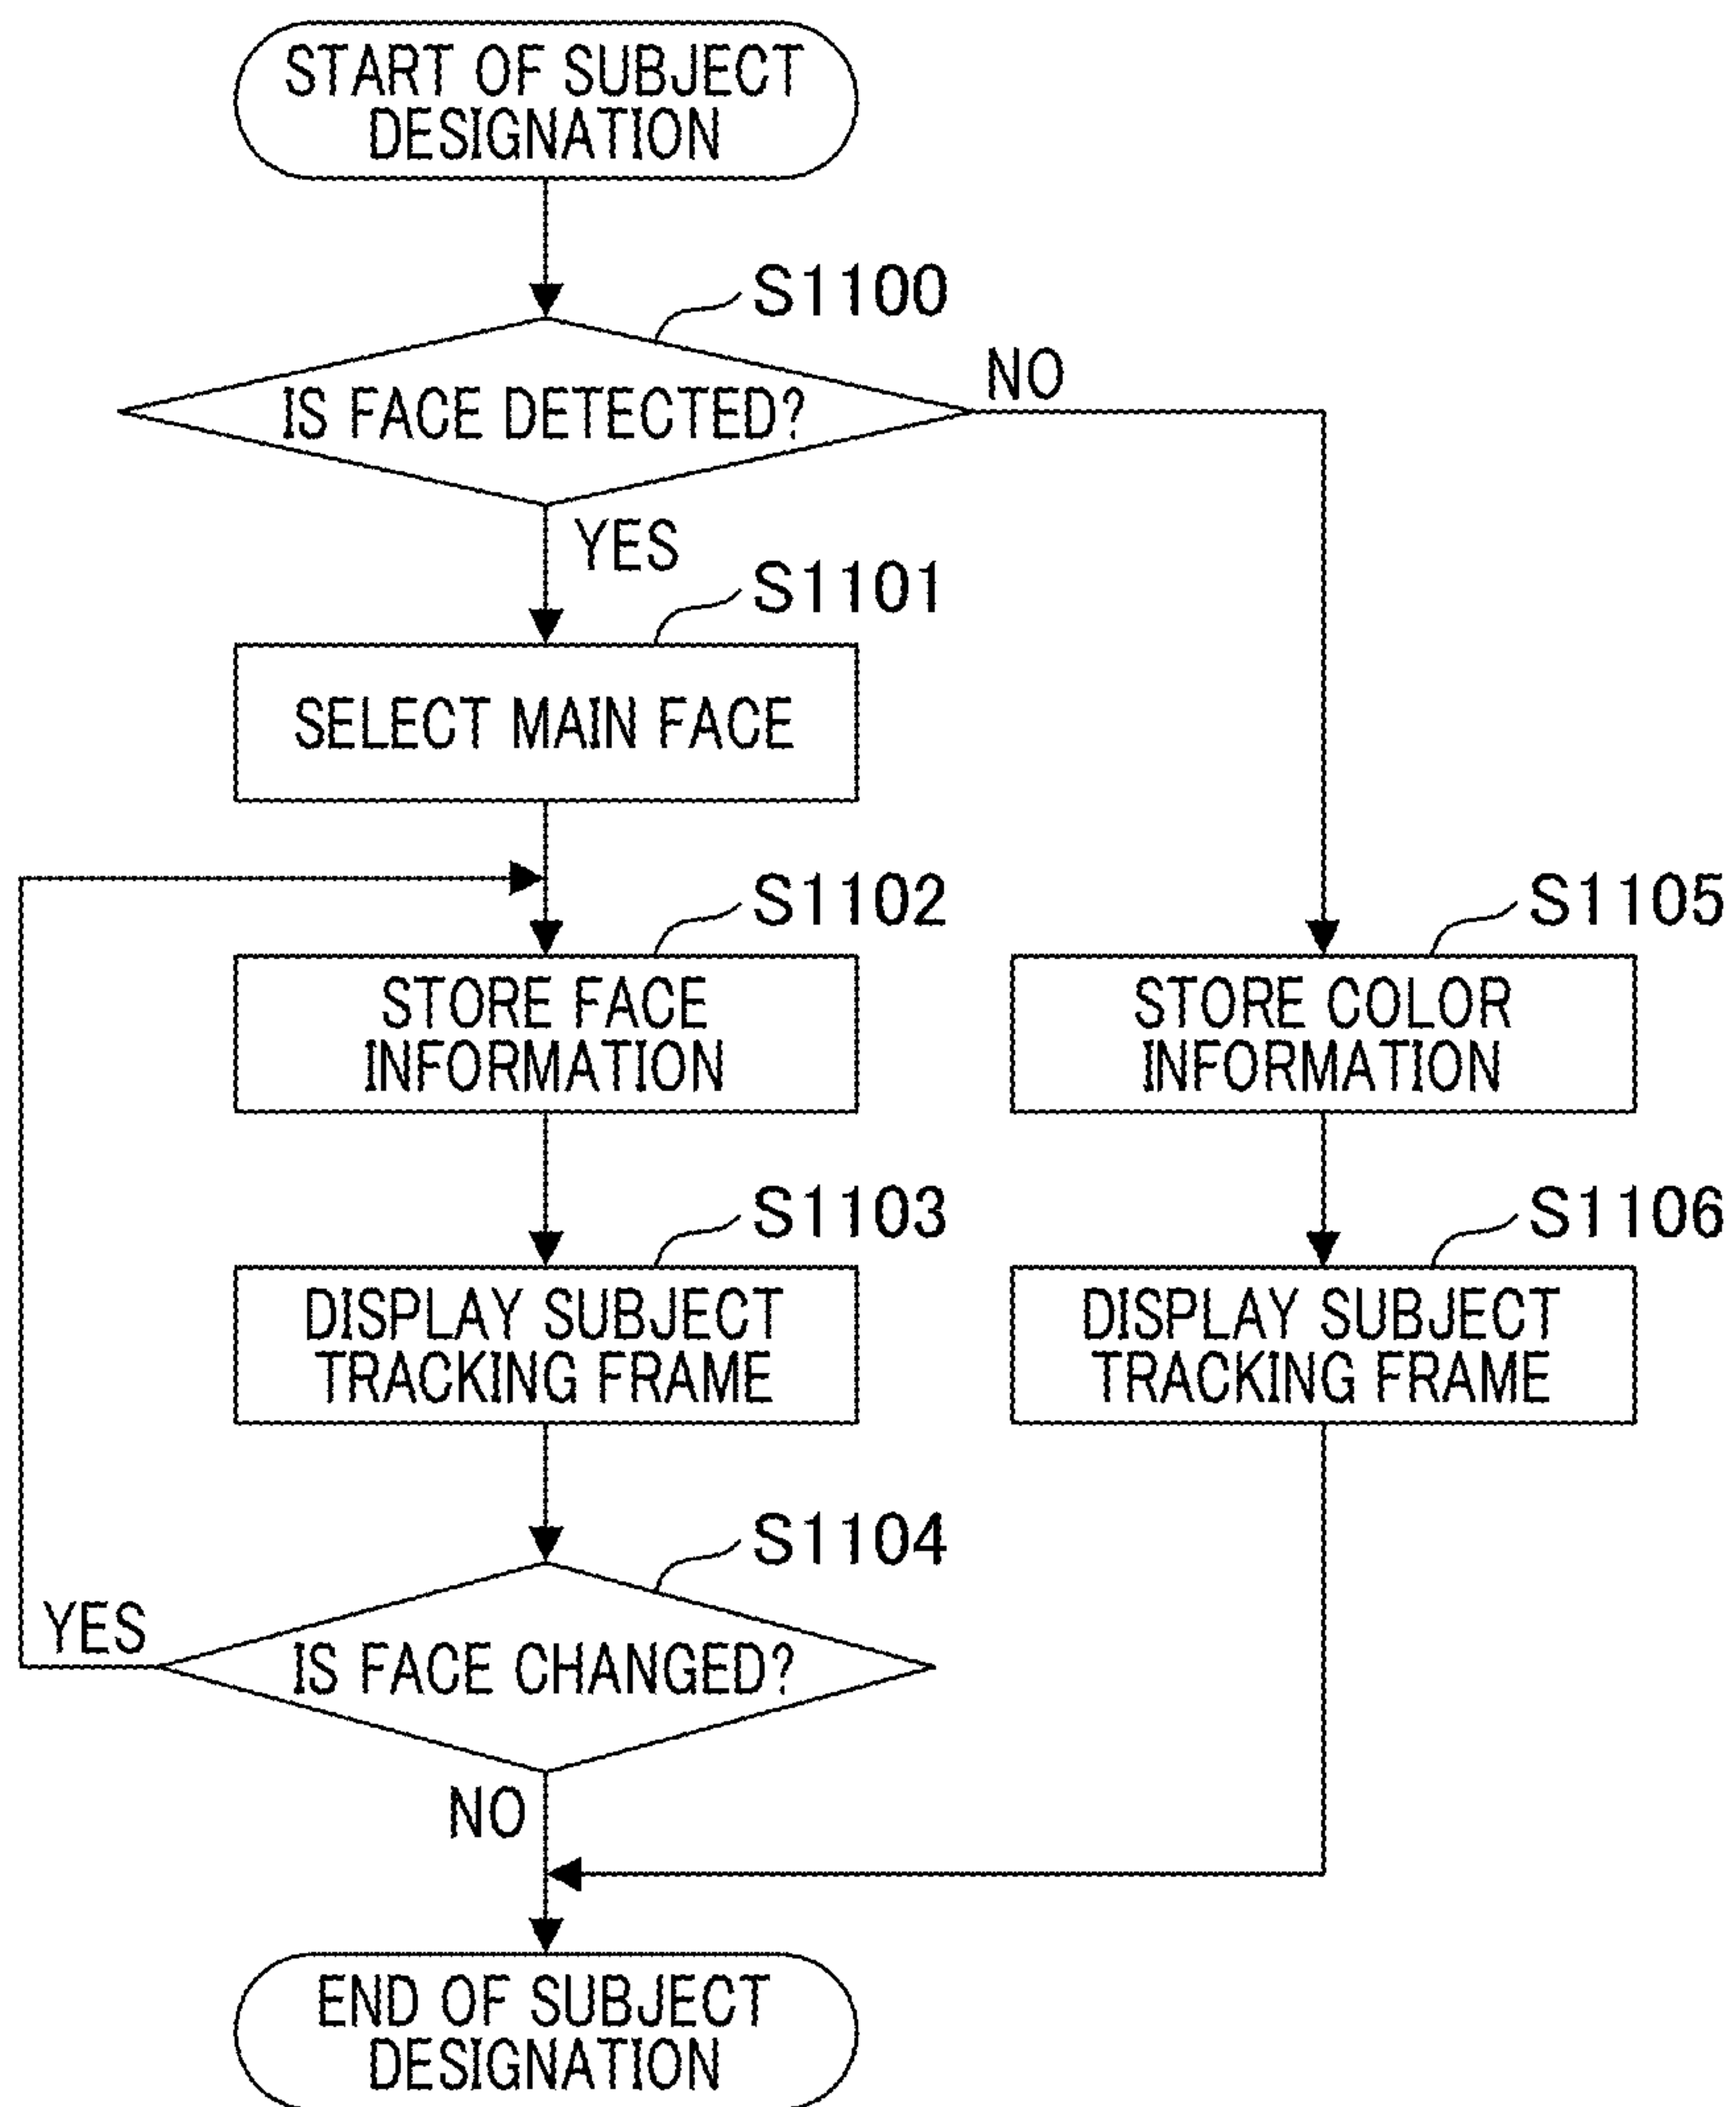 START OF SUBJECT
DESIGNATION
S1100
IS FACE DETECTED?
NO
YES
S1101
SELECT MAIN FACE
S1102
STORE FACE
INFORMATION
S1105
STORE COLOR
INFORMATION
S1103
DISPLAY SUBJECT
TRACKING FRAME
S1106
DISPLAY SUBJECT
TRACKING FRAME
S1104
IS FACE CHANGED?
YES
NO
END OF SUBJECT
DESIGNATION